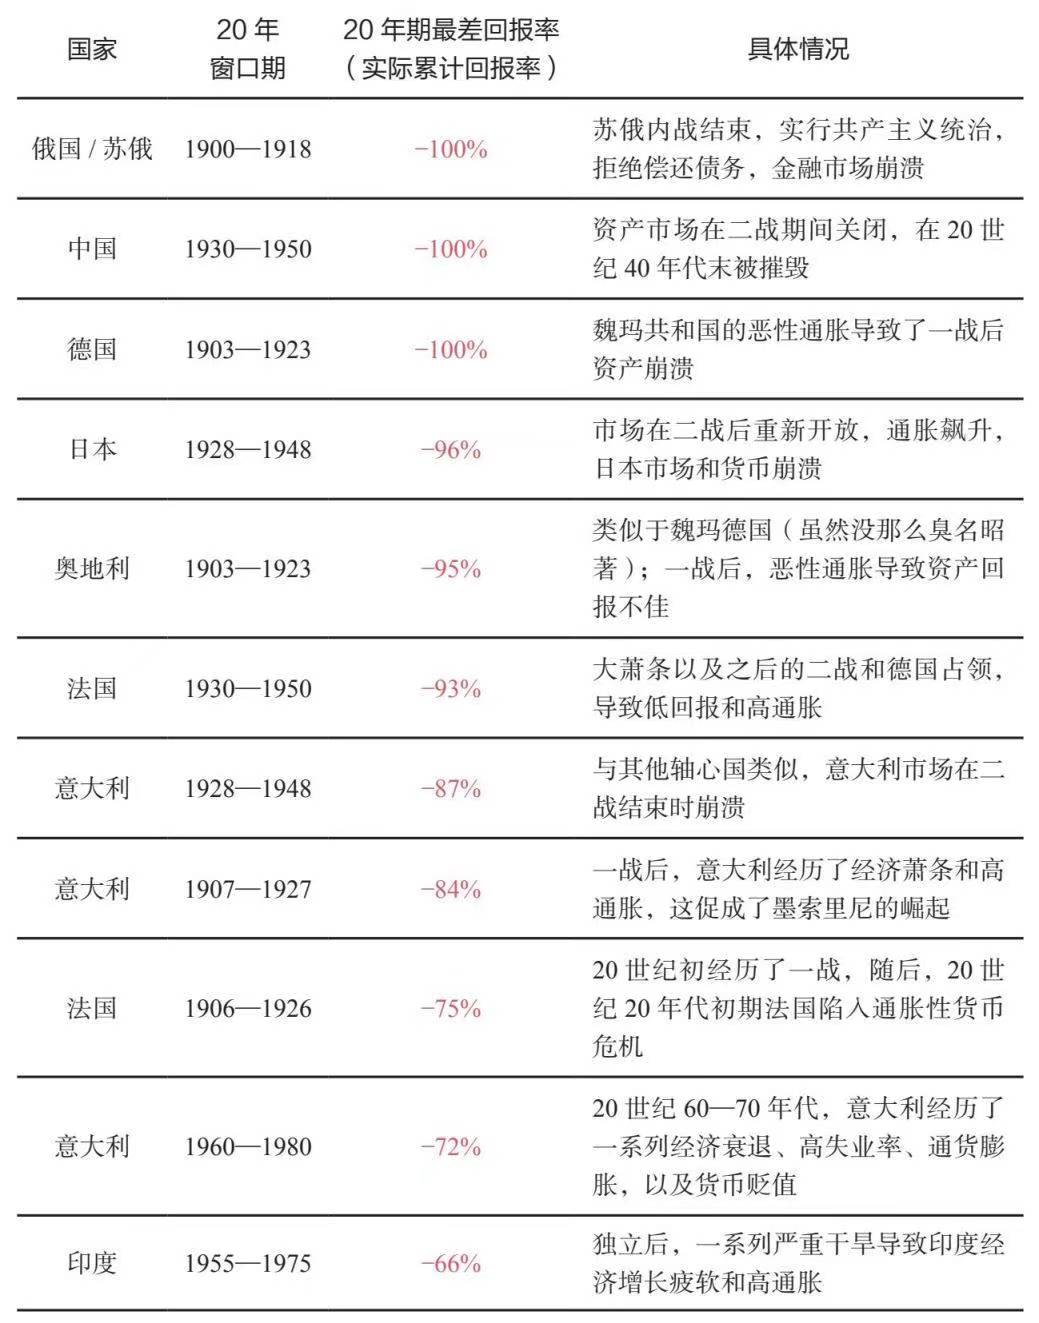 国家
20 年
窗口期
20 年期最差回报率
（实际累计回报率）
具体情况
俄国 / 苏俄
1900—1918
−100%
苏俄内战结束，实行共产主义统治，
拒绝偿还债务，金融市场崩溃
中国
1930—1950
−100%
资产市场在二战期间关闭，在 20 世
纪 40 年代末被摧毁
德国
1903—1923
−100%
魏玛共和国的恶性通胀导致了一战后
资产崩溃
日本
1928—1948
−96%
市场在二战后重新开放，通胀飙升，
日本市场和货币崩溃
奥地利
1903—1923
−95%
类似于魏玛德国（虽然没那么臭名昭
著）；一战后，恶性通胀导致资产回
报不佳
法国
1930—1950
−93%
大萧条以及之后的二战和德国占领，
导致低回报和高通胀
意大利
1928—1948
−87%
与其他轴心国类似，意大利市场在二
战结束时崩溃
意大利
1907—1927
−84%
一战后，意大利经历了经济萧条和高
通胀，这促成了墨索里尼的崛起
法国
1906—1926
−75%
20 世纪初经历了一战，随后，20 世
纪 20 年代初期法国陷入通胀性货币
危机
意大利
1960—1980
−72%
20 世纪 60—70 年代，意大利经历了
一系列经济衰退、高失业率、通货膨
胀，以及货币贬值
印度
1955—1975
−66%
独立后，一系列严重干旱导致印度经
济增长疲软和高通胀